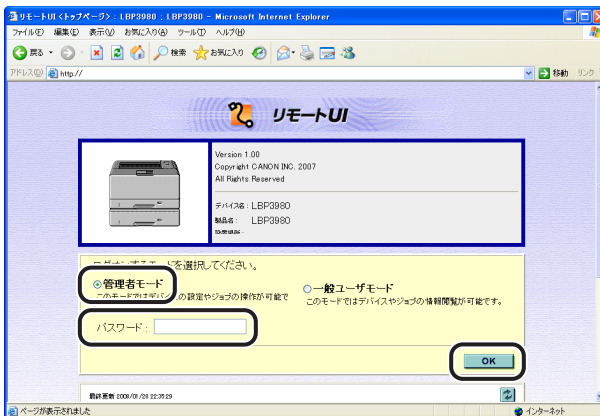 リモートUI <トップページ> : LBP3980 ; LBP3980 - Microsoft Internet Explorer
ファイル(F) 編集(E) 表示(V) お気に入り(A) ツール(T) ヘルプ(H)
戻る 検索 お気に入り
アドレス(D) http:// 移動 リンク
リモートUI
Version 1.00
Copyright CANON INC. 2007
All Rights Reserved
デバイス名 : LBP3980
製品名 : LBP3980
設置場所 :
ログオンするモードを選択してください。
管理者モード
このモードではデバイスの設定やジョブの操作が可能で
一般ユーザモード
このモードではデバイスやジョブの情報閲覧が可能です。
パスワード :
OK
最終更新 2008/01/28 22:35:29
ページが表示されました インターネット